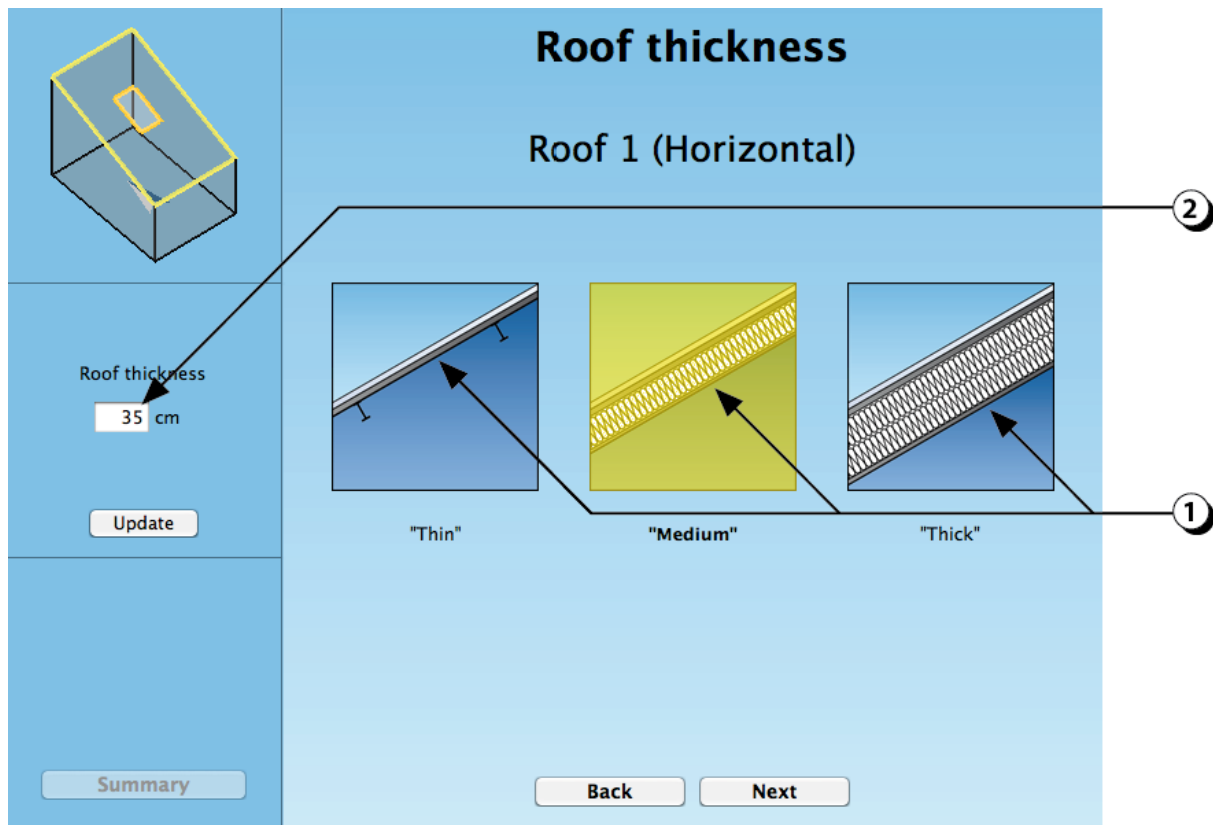 Roof thickness
Roof 1 (Horizontal)
2
Roof thickness
35 cm
Update
"Thin"
"Medium"
"Thick"
1
Summary
Back
Next